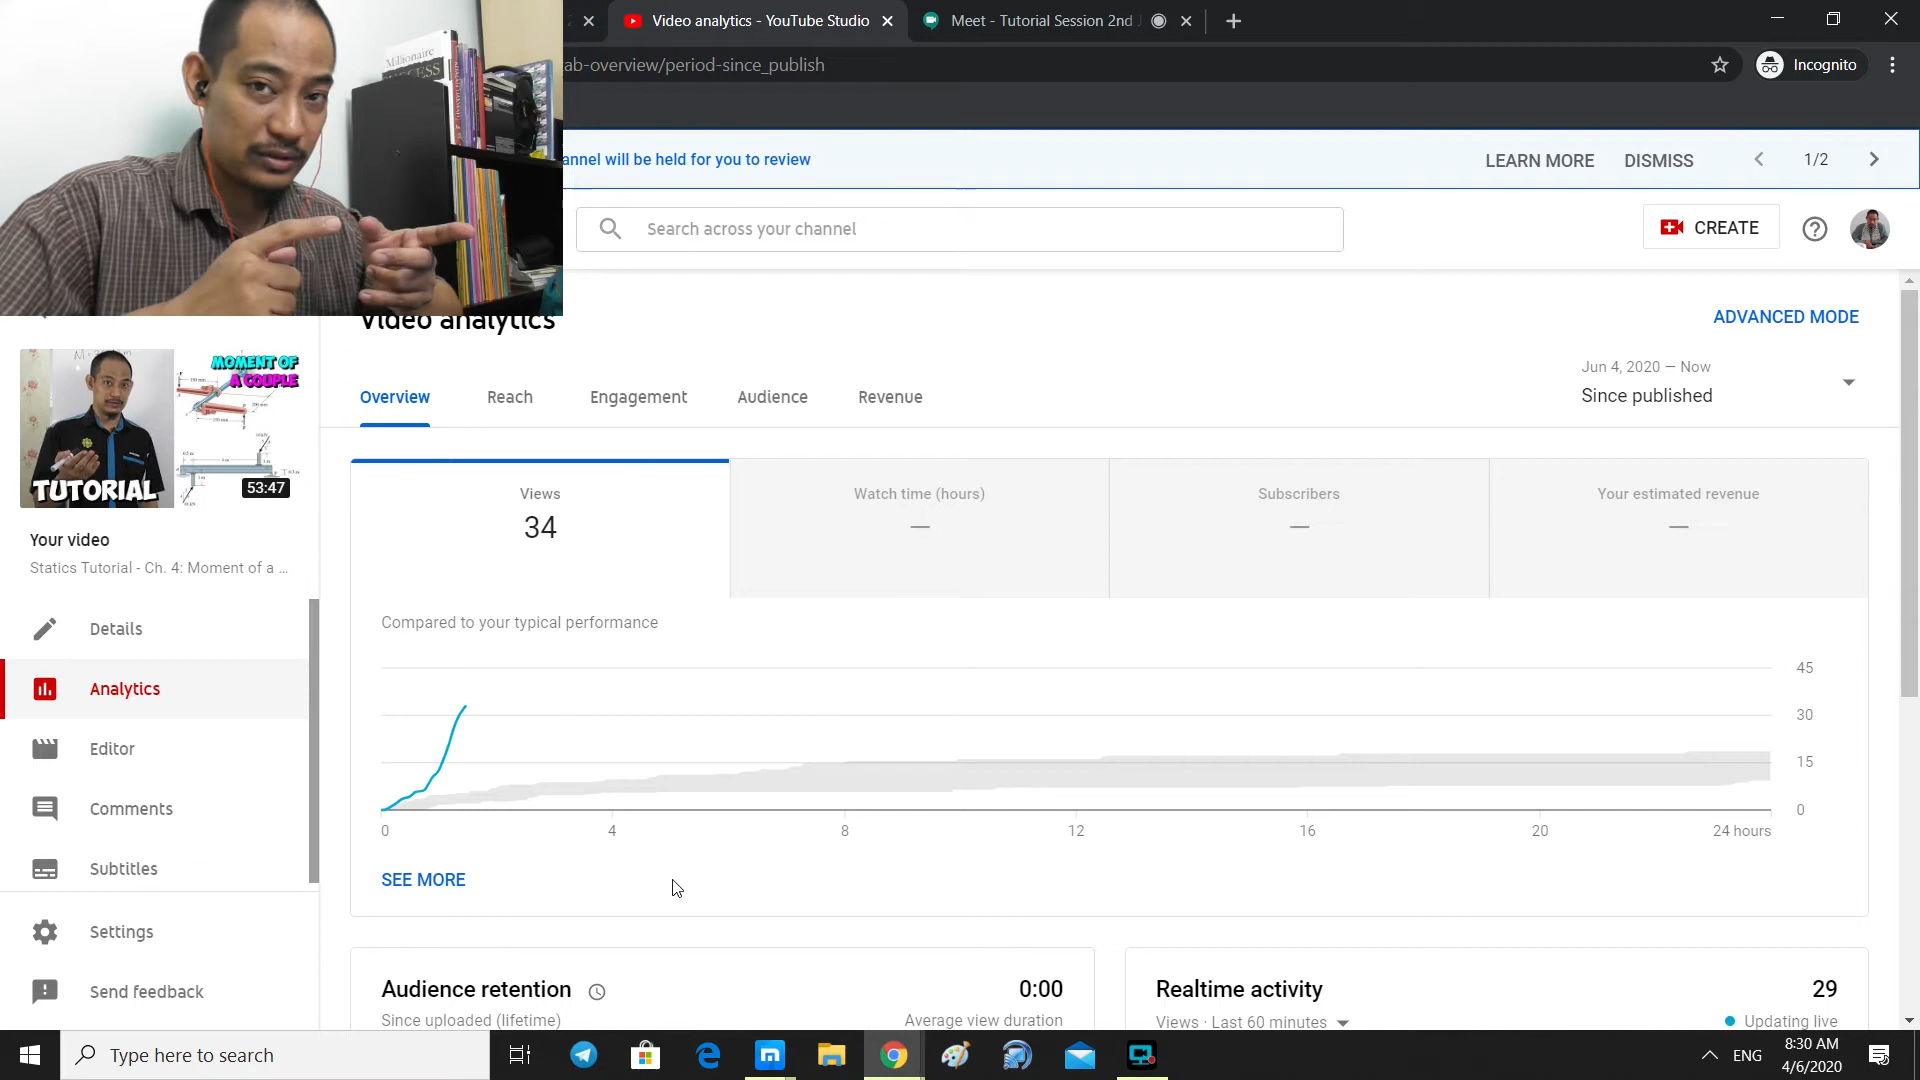 Video analytics - YouTube Studio
Meet - Tutorial Session 2nd
tab-overview/period-since_publish
Incognito
Millionaire
annel will be held for you to review
LEARN MORE
DISMISS
1/2
Search across your channel
CREATE
Video analytics
ADVANCED MODE
Jun 4, 2020 – Now
Since published
Overview
Reach
Engagement
Audience
Revenue
MOMENT OF
A COUPLE
TUTORIAL
53:47
Your video
Statics Tutorial - Ch. 4: Moment of a ...
Details
Analytics
Editor
Comments
Subtitles
Settings
Send feedback
Views
34
Watch time (hours)
—
Subscribers
—
Your estimated revenue
—
Compared to your typical performance
45
30
15
0
0
4
8
12
16
20
24 hours
SEE MORE
Audience retention
0:00
Since uploaded (lifetime)
Average view duration
Realtime activity
29
Views · Last 60 minutes
Updating live
Type here to search
ENG
8:30 AM
4/6/2020